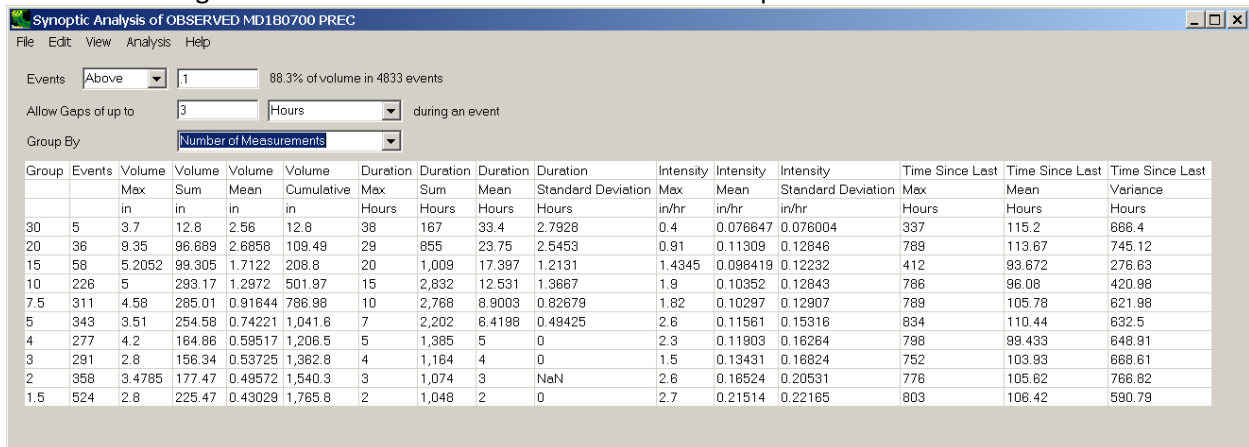 Synoptic Analysis of OBSERVED MD180700 PREC
File Edit View Analysis Help
Events Above .1 88.3% of volume in 4833 events
Allow Gaps of up to 3 Hours during an event
Group By Number of Measurements
Group Events Volume Volume Volume Volume Duration Duration Duration Duration Intensity Intensity Intensity Time Since Last Time Since Last Time Since Last
Max Sum Mean Cumulative Max Sum Mean Standard Deviation Max Mean Standard Deviation Max Mean Variance
in in in in Hours Hours Hours Hours in/hr in/hr in/hr Hours Hours Hours
30 5 3.7 12.8 2.56 12.8 38 167 33.4 2.7928 0.4 0.076647 0.076004 337 115.2 666.4
20 36 9.35 96.689 2.6858 109.49 29 855 23.75 2.5453 0.91 0.11309 0.12846 789 113.67 745.12
15 58 5.2052 99.305 1.7122 208.8 20 1,009 17.397 1.2131 1.4345 0.098419 0.12232 412 93.672 276.63
10 226 5 293.17 1.2972 501.97 15 2,832 12.531 1.3667 1.9 0.10352 0.12843 786 96.08 420.98
7.5 311 4.58 285.01 0.91644 786.98 10 2,768 8.9003 0.82679 1.82 0.10297 0.12907 789 105.78 621.98
5 343 3.51 254.58 0.74221 1,041.6 7 2,202 6.4198 0.49425 2.6 0.11561 0.15316 834 110.44 632.5
4 277 4.2 164.86 0.59517 1,206.5 5 1,385 5 0 2.3 0.11903 0.16264 798 99.433 648.91
3 291 2.8 156.34 0.53725 1,362.8 4 1,164 4 0 1.5 0.13431 0.16824 752 103.93 668.61
2 358 3.4785 177.47 0.49572 1,540.3 3 1,074 3 NaN 2.6 0.16524 0.20531 776 105.62 766.82
1.5 524 2.8 225.47 0.43029 1,765.8 2 1,048 2 0 2.7 0.21514 0.22165 803 106.42 590.79